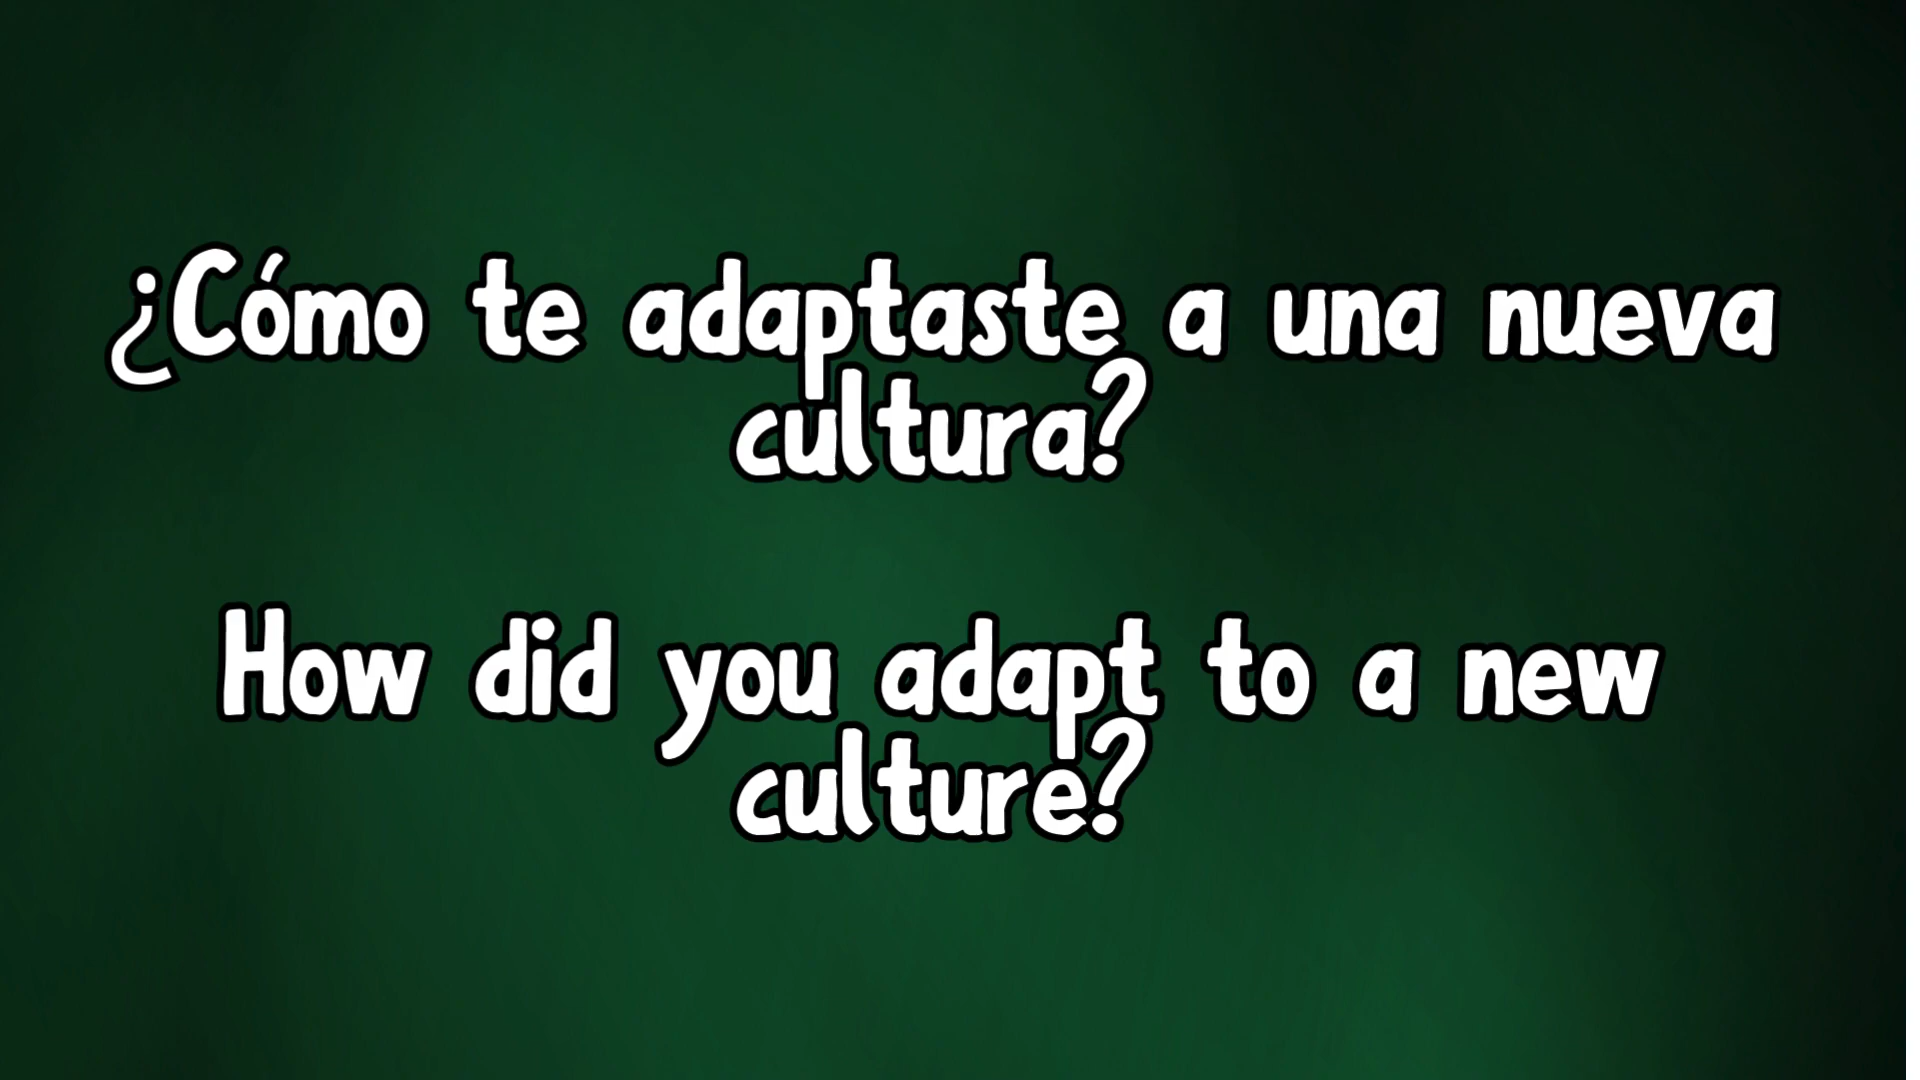 ¿Cómo te adaptaste a una nueva
cultura?
How did you adapt to a new
culture?